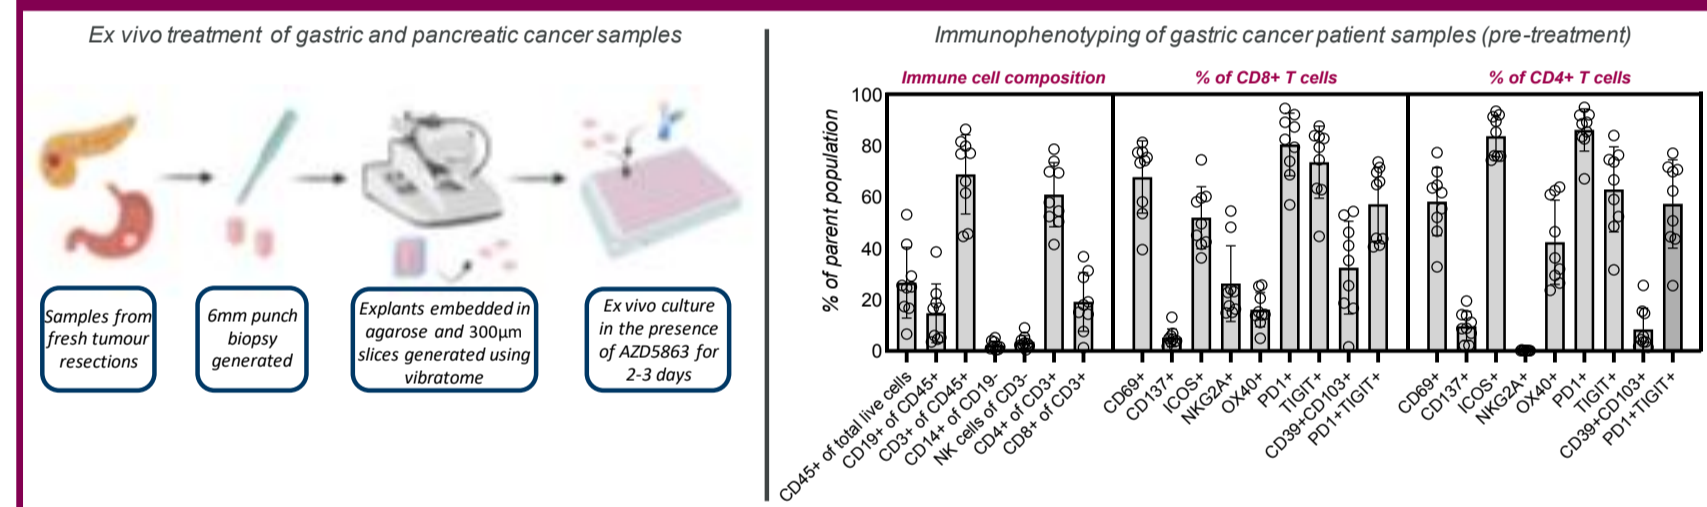 Ex vivo treatment of gastric and pancreatic cancer samples
Samples from
fresh tumour
resections
6mm punch
biopsy
generated
Explants embedded in
agarose and 300µm
slices generated using
vibratome
Ex vivo culture
in the presence
of AZD5863 for
2-3 days
Immunophenotyping of gastric cancer patient samples (pre-treatment)
Immune cell composition
% of CD8+ T cells
% of CD4+ T cells
% of parent population
100
80
60
40
20
0
CD45+ of total live cells
CD19+ of CD45+
CD3+ of CD45+
CD14+ of CD19-
NK cells of CD3-
CD4+ of CD3+
CD8+ of CD3+
CD69+
CD137+
ICOS+
NKG2A+
OX40+
PD1+
TIGIT+
CD39+CD103+
PD1+TIGIT+
CD69+
CD137+
ICOS+
NKG2A+
OX40+
PD1+
TIGIT+
CD39+CD103+
PD1+TIGIT+